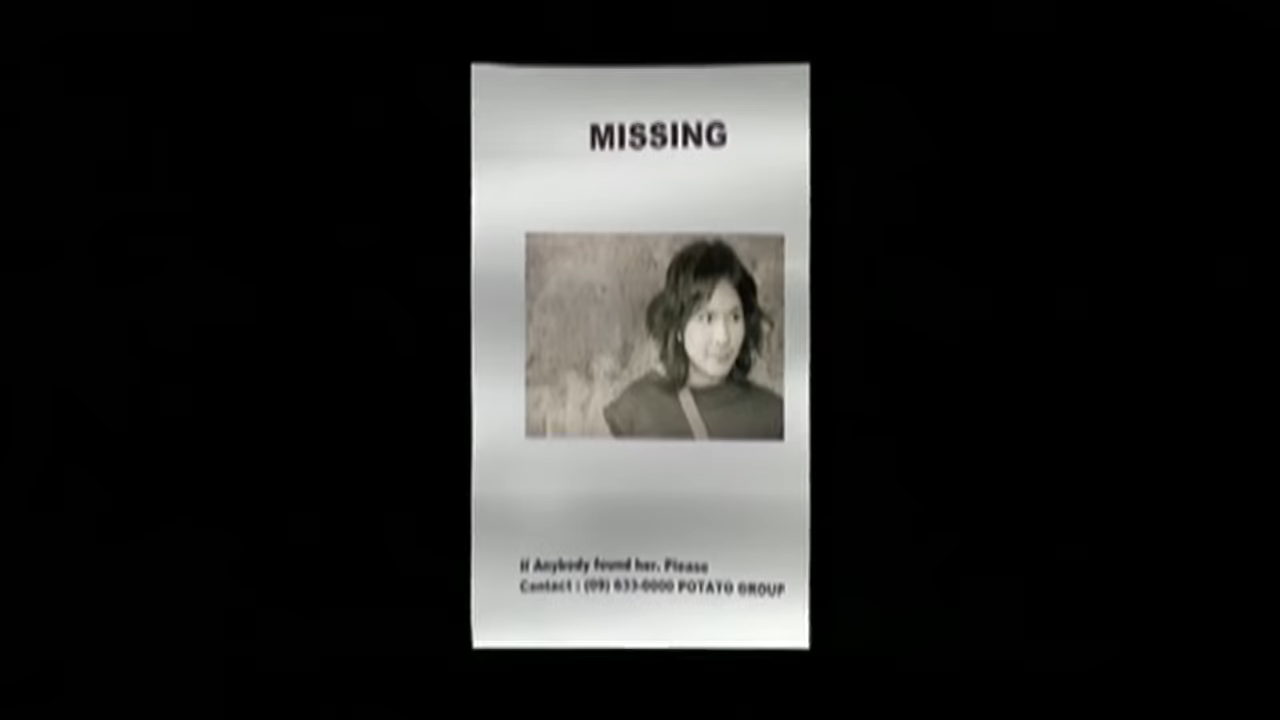 MISSING
If Anybody found her. Please
Contact : (09) 633-0000 POTATO GROUP